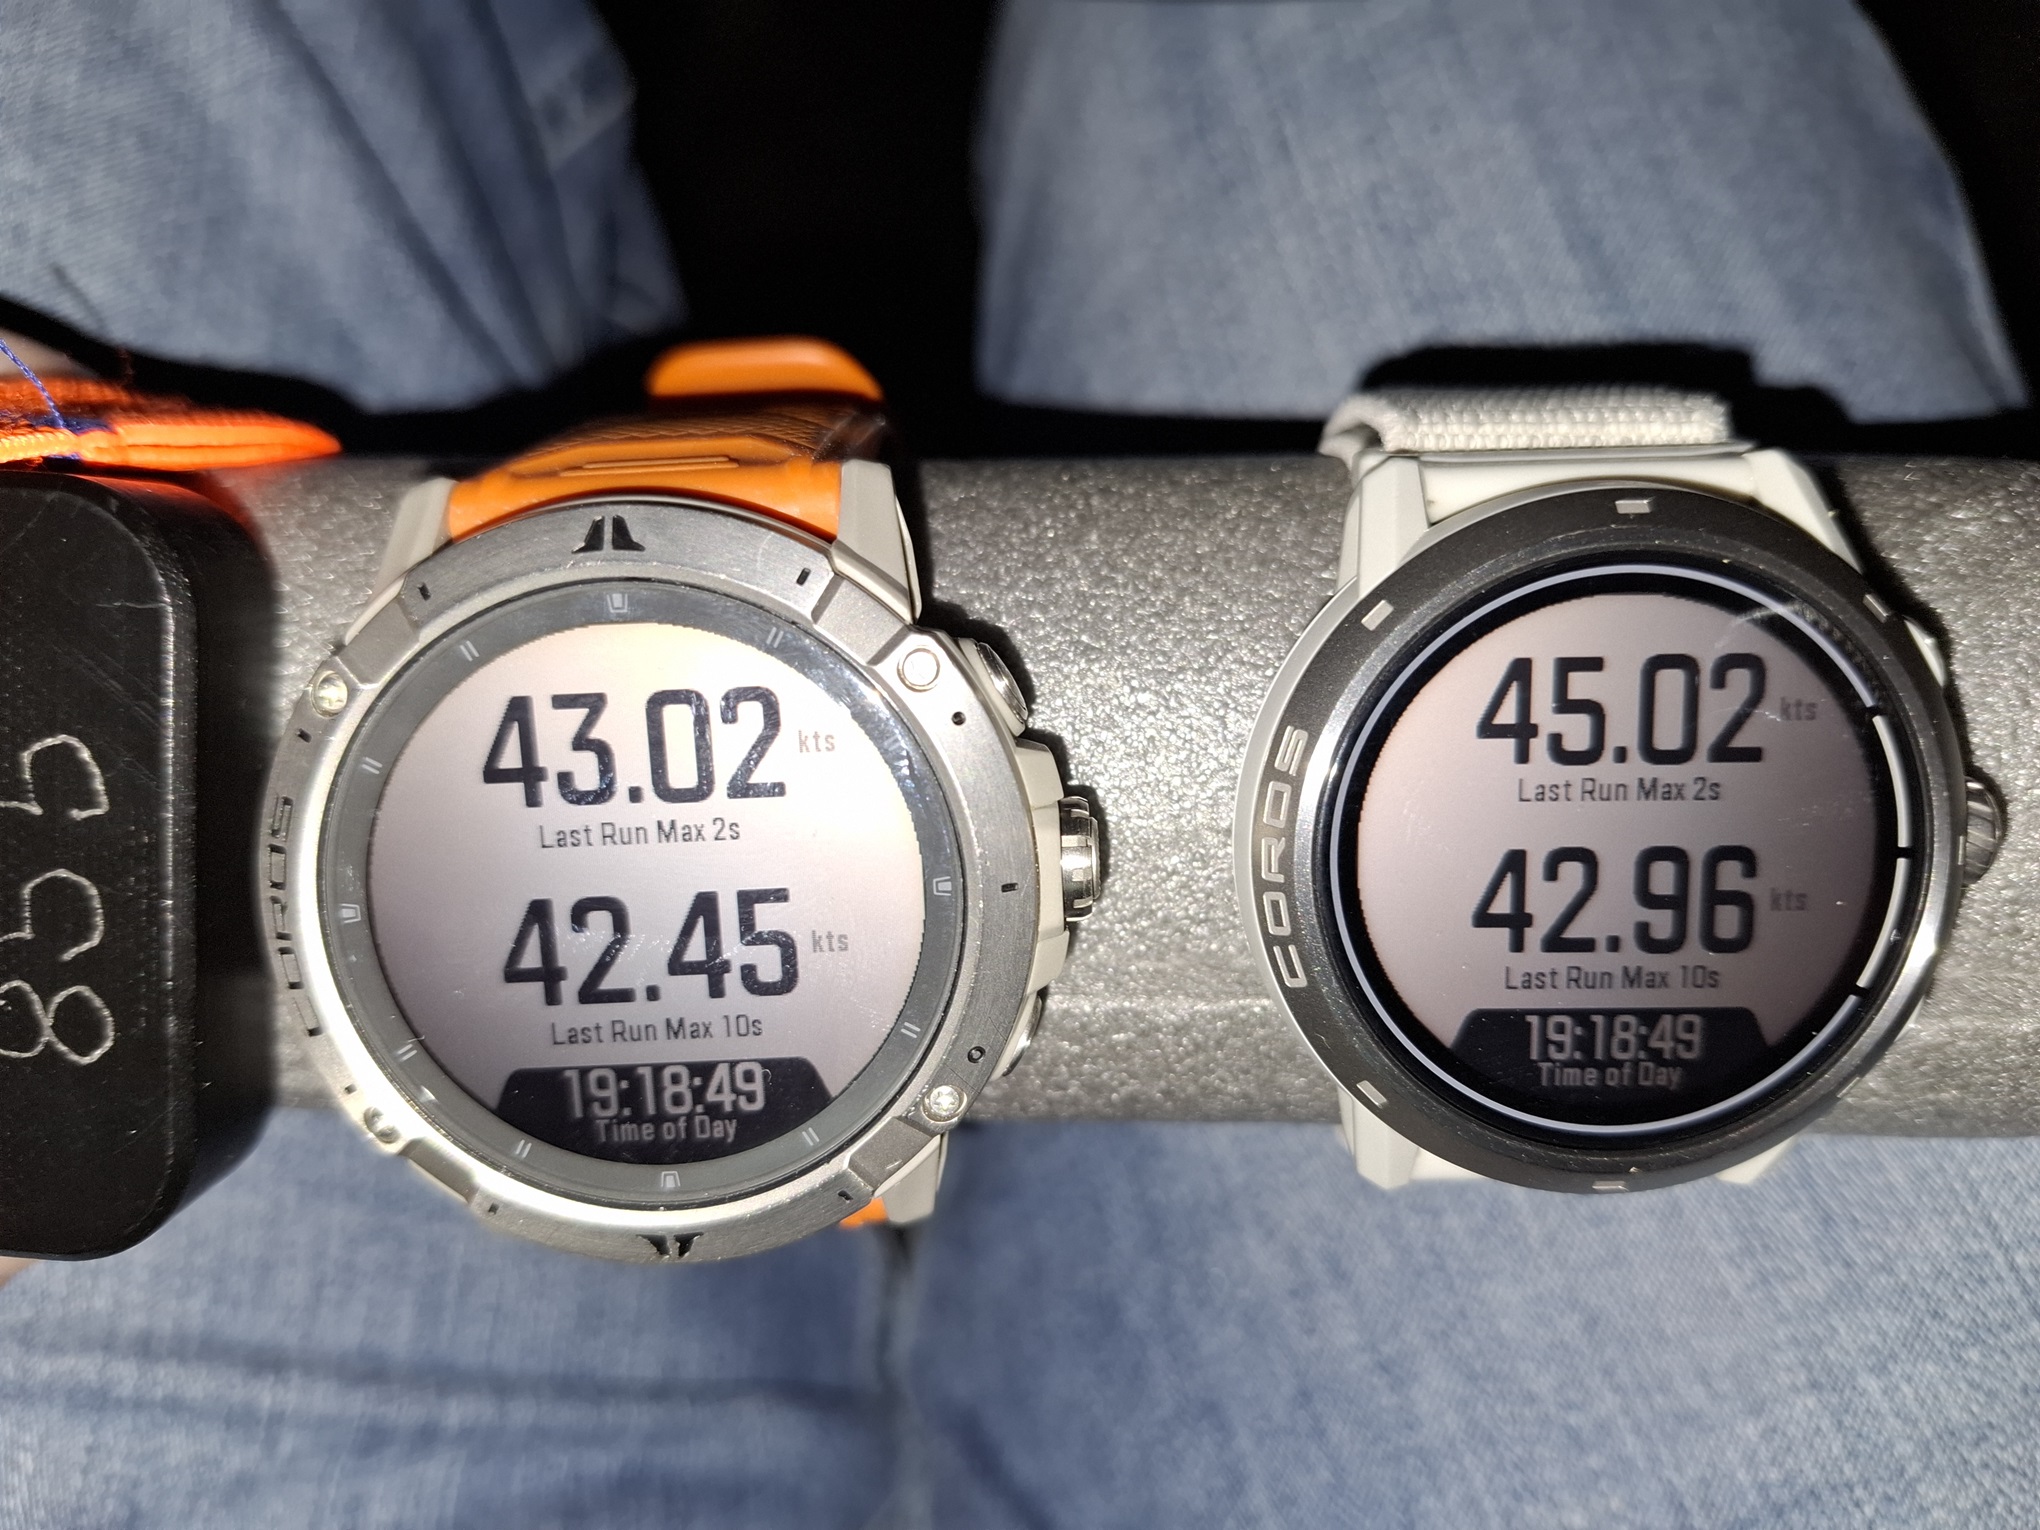 855
COROS
43.02 kts
Last Run Max 2s
42.45 kts
Last Run Max 10s
19:18:49
Time of Day
COROS
45.02 kts
Last Run Max 2s
42.96 kts
Last Run Max 10s
19:18:49
Time of Day